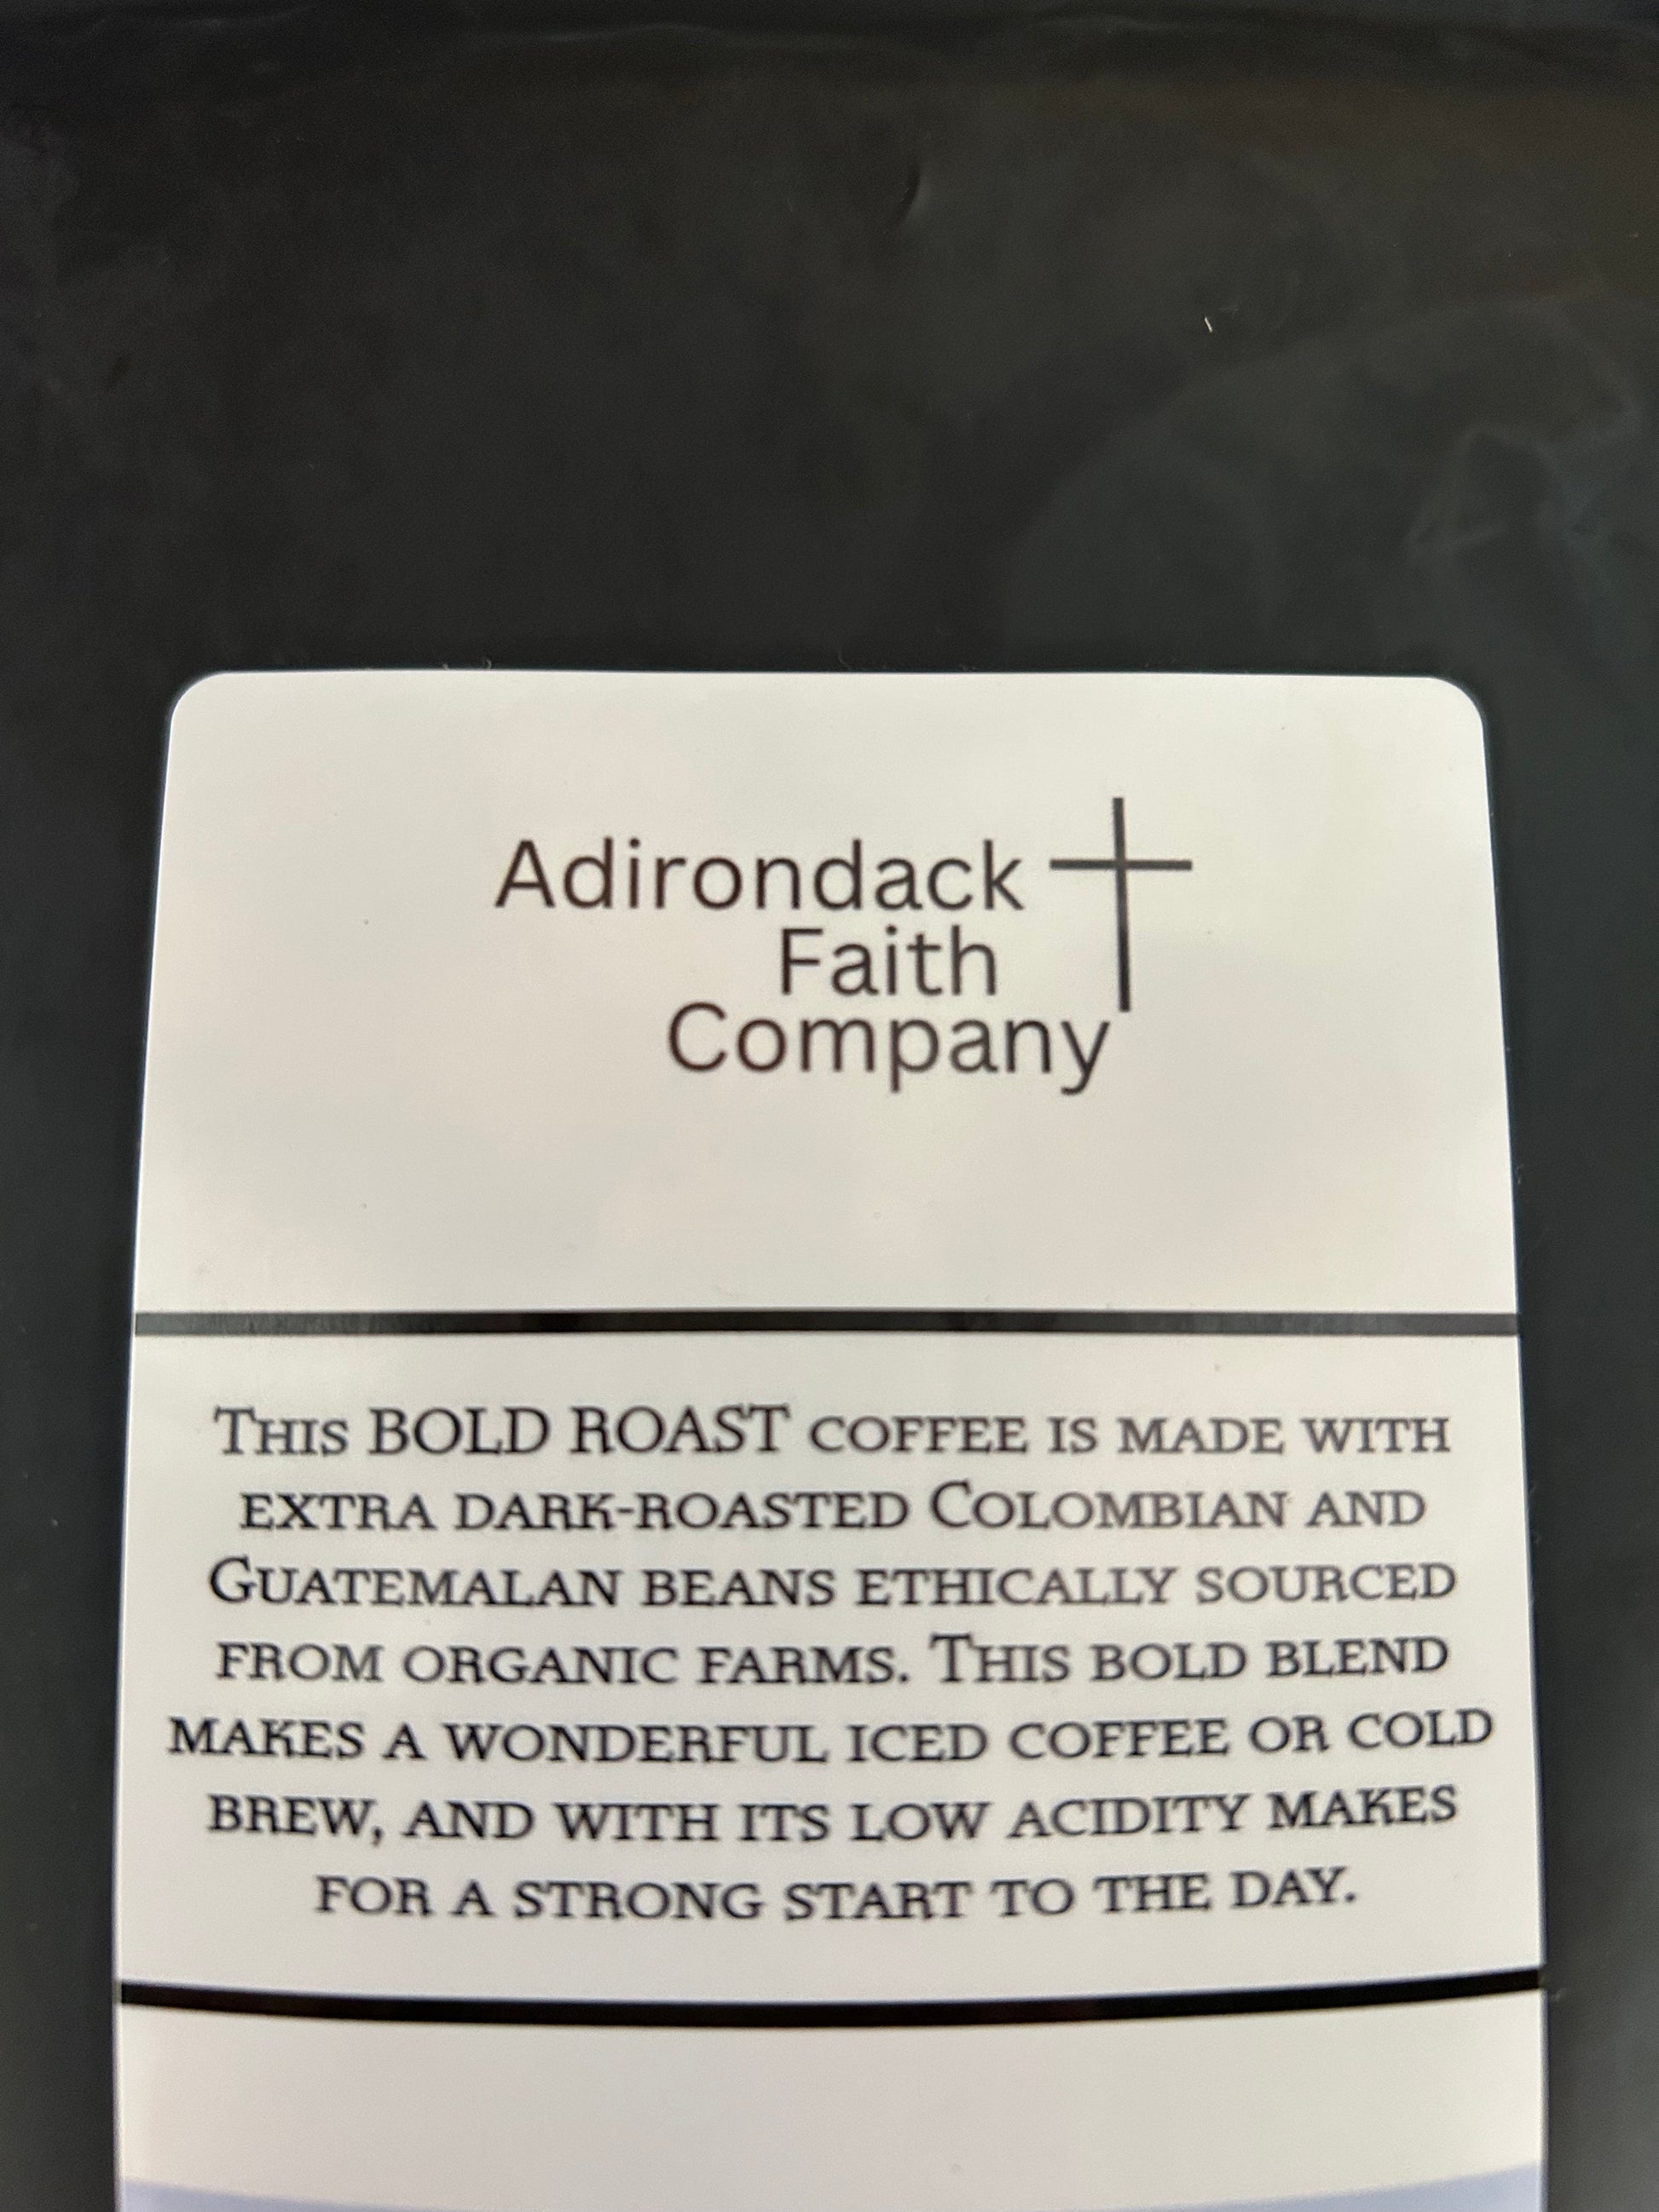 Adirondack
Faith
Company
This BOLD ROAST coffee is made with
extra dark-roasted Colombian and
Guatemalan beans ethically sourced
from organic farms. This bold blend
makes a wonderful iced coffee or cold
brew, and with its low acidity makes
for a strong start to the day.